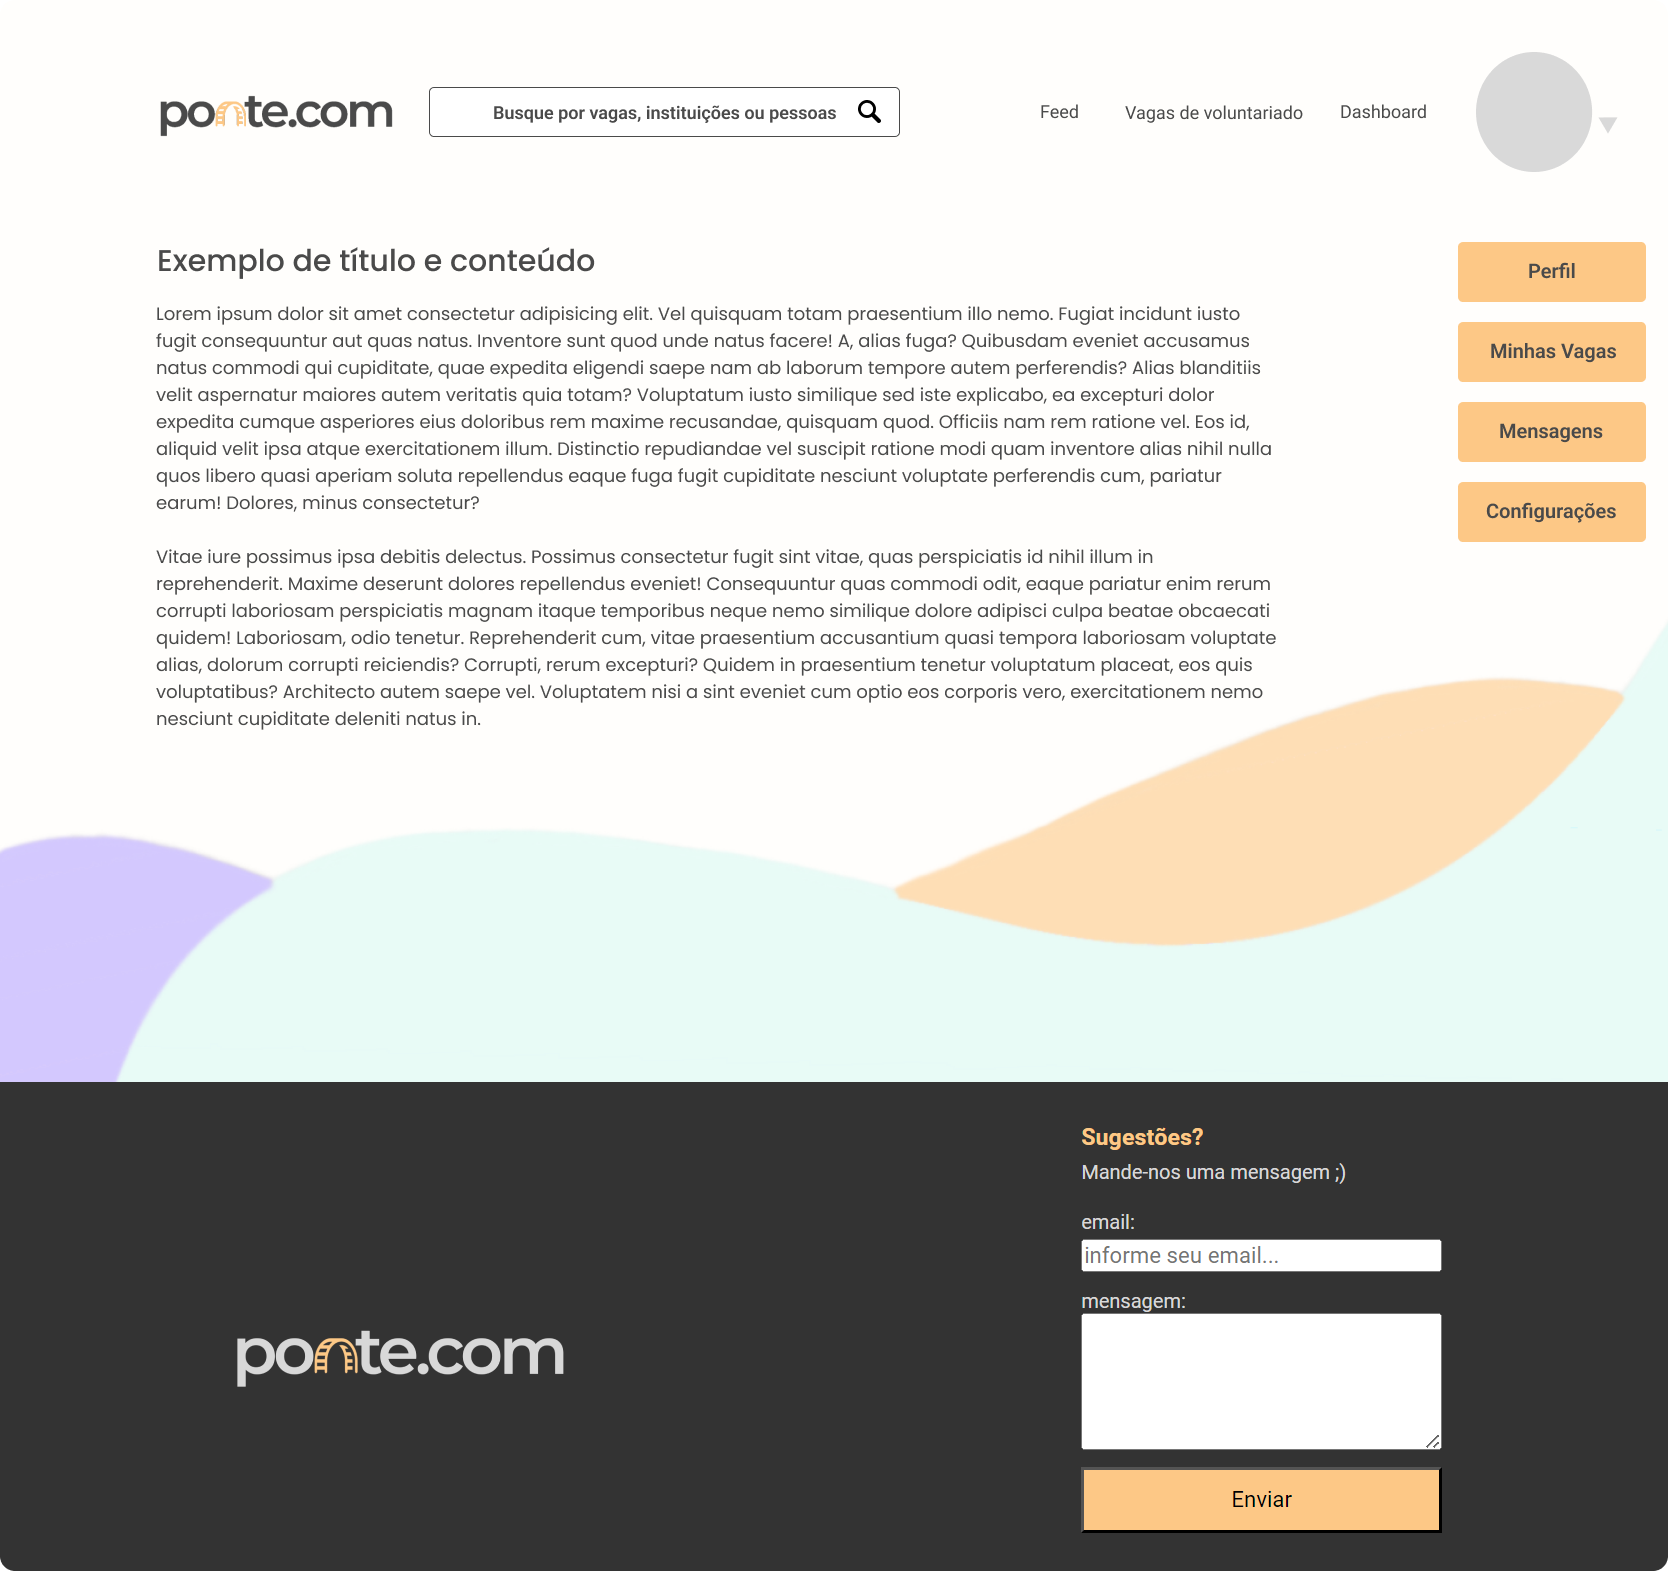 ponte.com
Busque por vagas, instituições ou pessoas
Feed
Vagas de voluntariado
Dashboard
Exemplo de título e conteúdo
Lorem ipsum dolor sit amet consectetur adipisicing elit. Vel quisquam totam praesentium illo nemo. Fugiat incidunt iusto
fugit consequuntur aut quas natus. Inventore sunt quod unde natus facere! A, alias fuga? Quibusdam eveniet accusamus
natus commodi qui cupiditate, quae expedita eligendi saepe nam ab laborum tempore autem perferendis? Alias blanditiis
velit aspernatur maiores autem veritatis quia totam? Voluptatum iusto similique sed iste explicabo, ea excepturi dolor
expedita cumque asperiores eius doloribus rem maxime recusandae, quisquam quod. Officiis nam rem ratione vel. Eos id,
aliquid velit ipsa atque exercitationem illum. Distinctio repudiandae vel suscipit ratione modi quam inventore alias nihil nulla
quos libero quasi aperiam soluta repellendus eaque fuga fugit cupiditate nesciunt voluptate perferendis cum, pariatur
earum! Dolores, minus consectetur?
Vitae iure possimus ipsa debitis delectus. Possimus consectetur fugit sint vitae, quas perspiciatis id nihil illum in
reprehenderit. Maxime deserunt dolores repellendus eveniet! Consequuntur quas commodi odit, eaque pariatur enim rerum
corrupti laboriosam perspiciatis magnam itaque temporibus neque nemo similique dolore adipisci culpa beatae obcaecati
quidem! Laboriosam, odio tenetur. Reprehenderit cum, vitae praesentium accusantium quasi tempora laboriosam voluptate
alias, dolorum corrupti reiciendis? Corrupti, rerum excepturi? Quidem in praesentium tenetur voluptatum placeat, eos quis
voluptatibus? Architecto autem saepe vel. Voluptatem nisi a sint eveniet cum optio eos corporis vero, exercitationem nemo
nesciunt cupiditate deleniti natus in.
Perfil
Minhas Vagas
Mensagens
Configurações
ponte.com
Sugestões?
Mande-nos uma mensagem ;)
email:
informe seu email...
mensagem:
Enviar